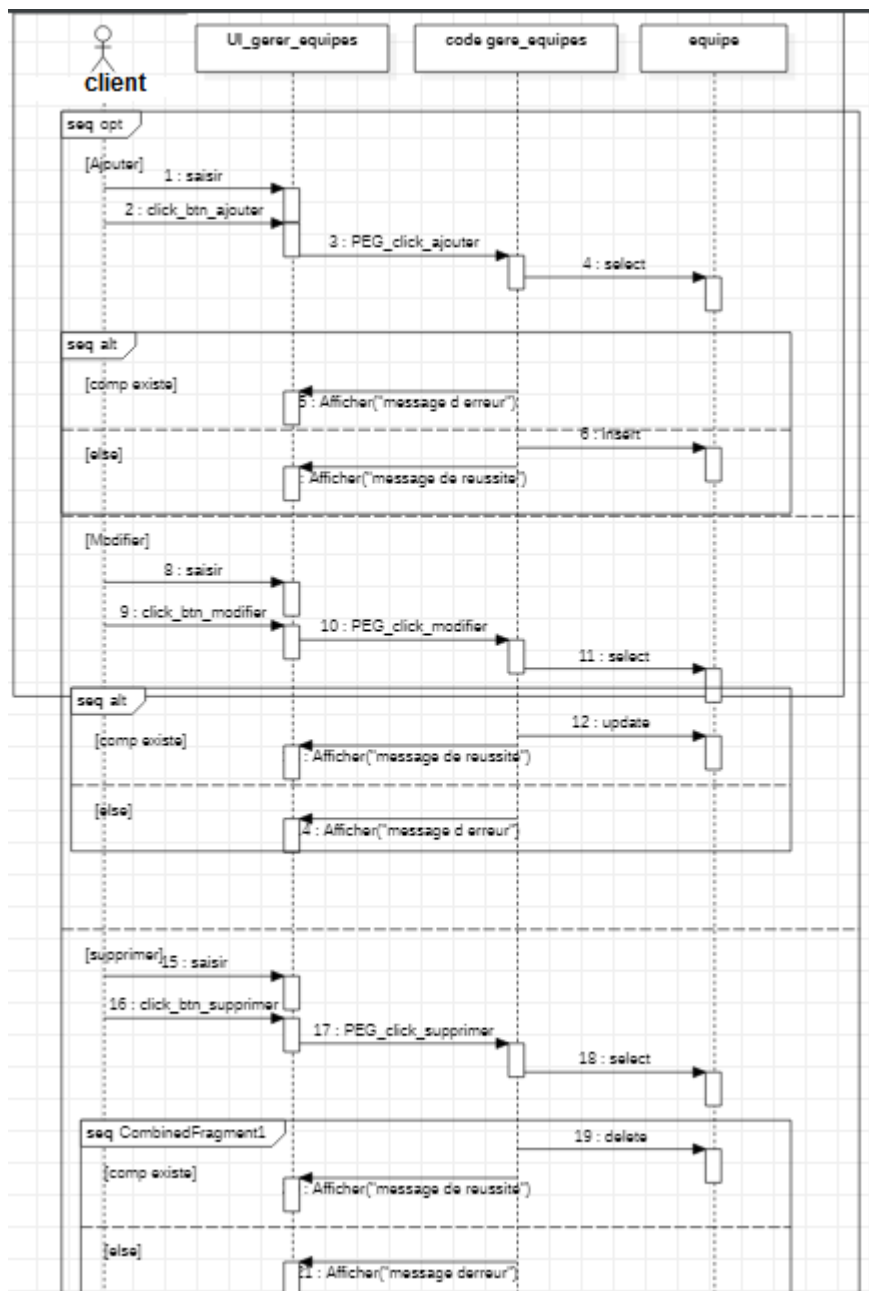 UI_gerer_equipes
code gere_equipes
equipe
client
seq opt
[Ajouter]
1 : saisir
2 : click_btn_ajouter
3 : PEG_click_ajouter
4 : select
seq alt
[comp existe]
5 : Afficher("message d erreur")
6 : insert
[else]
: Afficher("message de reussite")
[Modifier]
8 : saisir
9 : click_btn_modifier
10 : PEG_click_modifier
11 : select
seq alt
12 : update
[comp existe]
: Afficher("message de reussite")
[else]
4 : Afficher("message d erreur")
[supprimer]
15 : saisir
16 : click_btn_supprimer
17 : PEG_click_supprimer
18 : select
seq CombinedFragment1
19 : delete
[comp existe]
: Afficher("message de reussite")
[else]
21 : Afficher("message derreur")